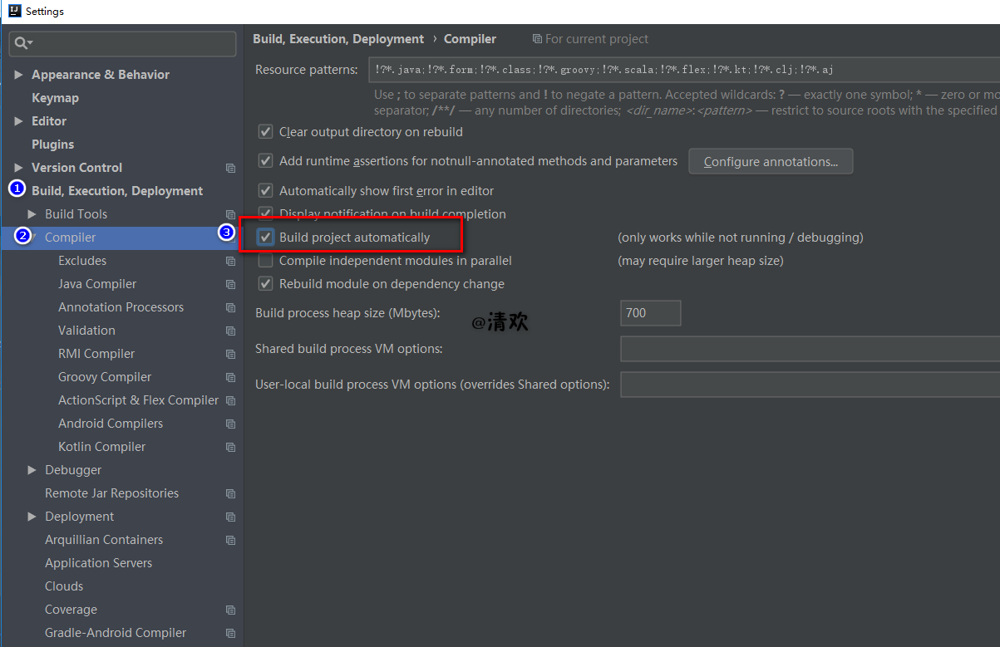 Settings
Build, Execution, Deployment › Compiler For current project
Appearance & Behavior
Keymap
Editor
Plugins
Version Control
1 Build, Execution, Deployment
Build Tools
2 Compiler 3
Excludes
Java Compiler
Annotation Processors
Validation
RMI Compiler
Groovy Compiler
ActionScript & Flex Compiler
Android Compilers
Kotlin Compiler
Debugger
Remote Jar Repositories
Deployment
Arquillian Containers
Application Servers
Clouds
Coverage
Gradle-Android Compiler
Resource patterns: !?*.java;!?*.form;!?*.class;!?*.groovy;!?*.scala;!?*.flex;!?*.kt;!?*.clj;!?*.aj
Use ; to separate patterns and ! to negate a pattern. Accepted wildcards: ? — exactly one symbol; * — zero or mo
separator; /**/ — any number of directories; <dir_name>:<pattern> — restrict to source roots with the specified
Clear output directory on rebuild
Add runtime assertions for notnull-annotated methods and parameters Configure annotations...
Automatically show first error in editor
Display notification on build completion
Build project automatically (only works while not running / debugging)
Compile independent modules in parallel (may require larger heap size)
Rebuild module on dependency change
Build process heap size (Mbytes): 700
@清欢
Shared build process VM options:
User-local build process VM options (overrides Shared options):